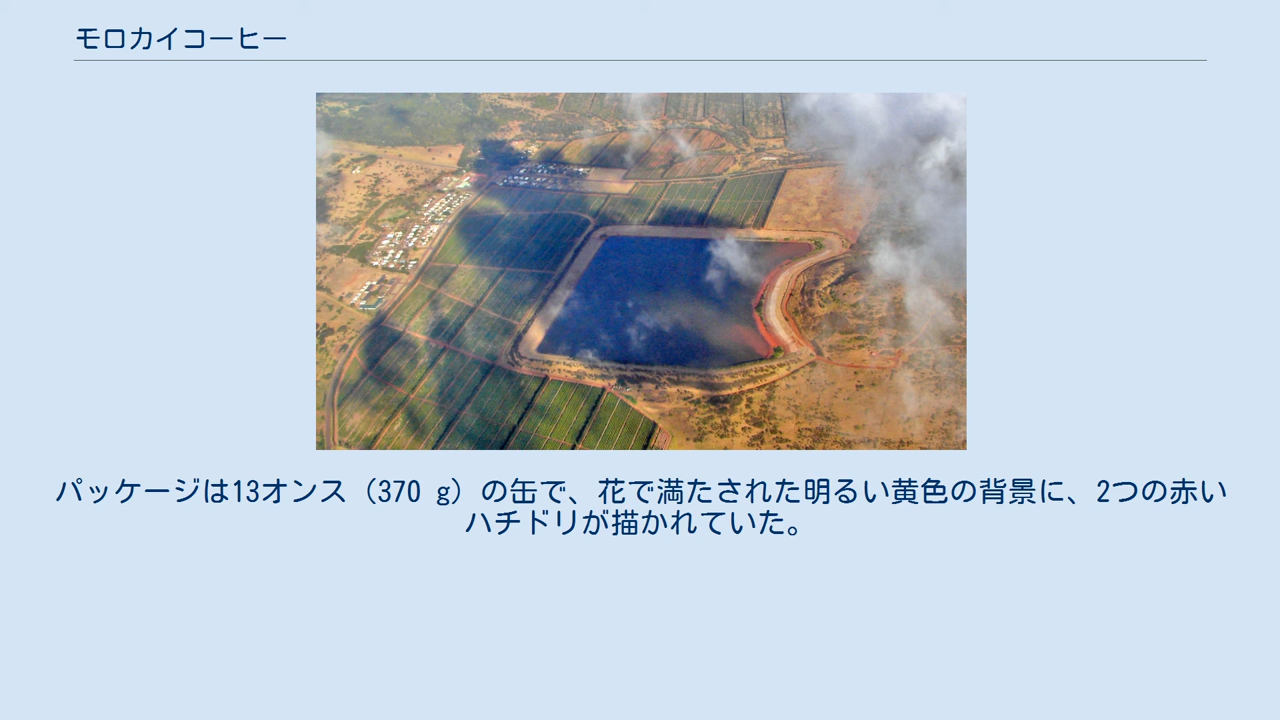 モロカイコーヒー
パッケージは13オンス（370 g）の缶で、花で満たされた明るい黄色の背景に、2つの赤い
ハチドリが描かれていた。